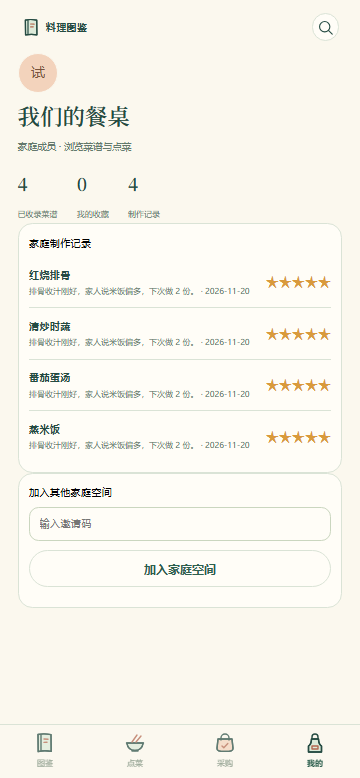 料理图鉴
试
我们的餐桌
家庭成员 · 浏览菜谱与点菜
4 0 4
已收录菜谱 我的收藏 制作记录
家庭制作记录
红烧排骨
排骨收汁刚好，家人说米饭偏多，下次做 2 份。 · 2026-11-20 ★★★★★
清炒时蔬
排骨收汁刚好，家人说米饭偏多，下次做 2 份。 · 2026-11-20 ★★★★★
番茄蛋汤
排骨收汁刚好，家人说米饭偏多，下次做 2 份。 · 2026-11-20 ★★★★★
蒸米饭
排骨收汁刚好，家人说米饭偏多，下次做 2 份。 · 2026-11-20 ★★★★★
加入其他家庭空间
输入邀请码
加入家庭空间
图鉴 点菜 采购 我的